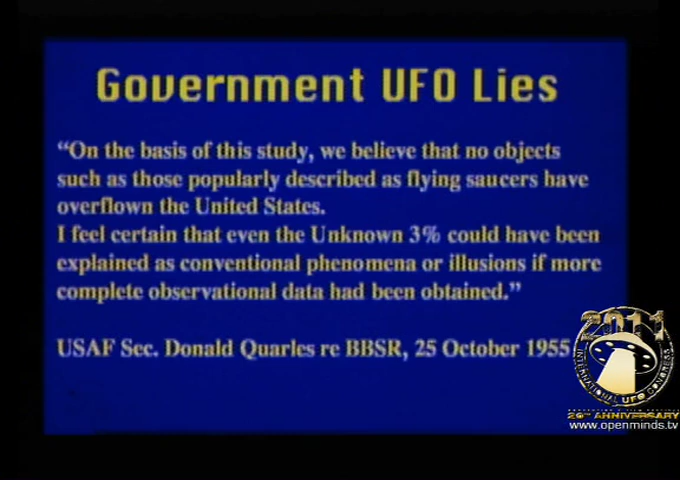 Government UFO Lies
“On the basis of this study, we believe that no objects
such as those popularly described as flying saucers have
overflown the United States.
I feel certain that even the Unknown 3% could have been
explained as conventional phenomena or illusions if more
complete observational data had been obtained.”
USAF Sec. Donald Quarles re BBSR, 25 October 1955
2011
INTERNATIONAL UFO CONGRESS
20TH ANNIVERSARY
www.openminds.tv